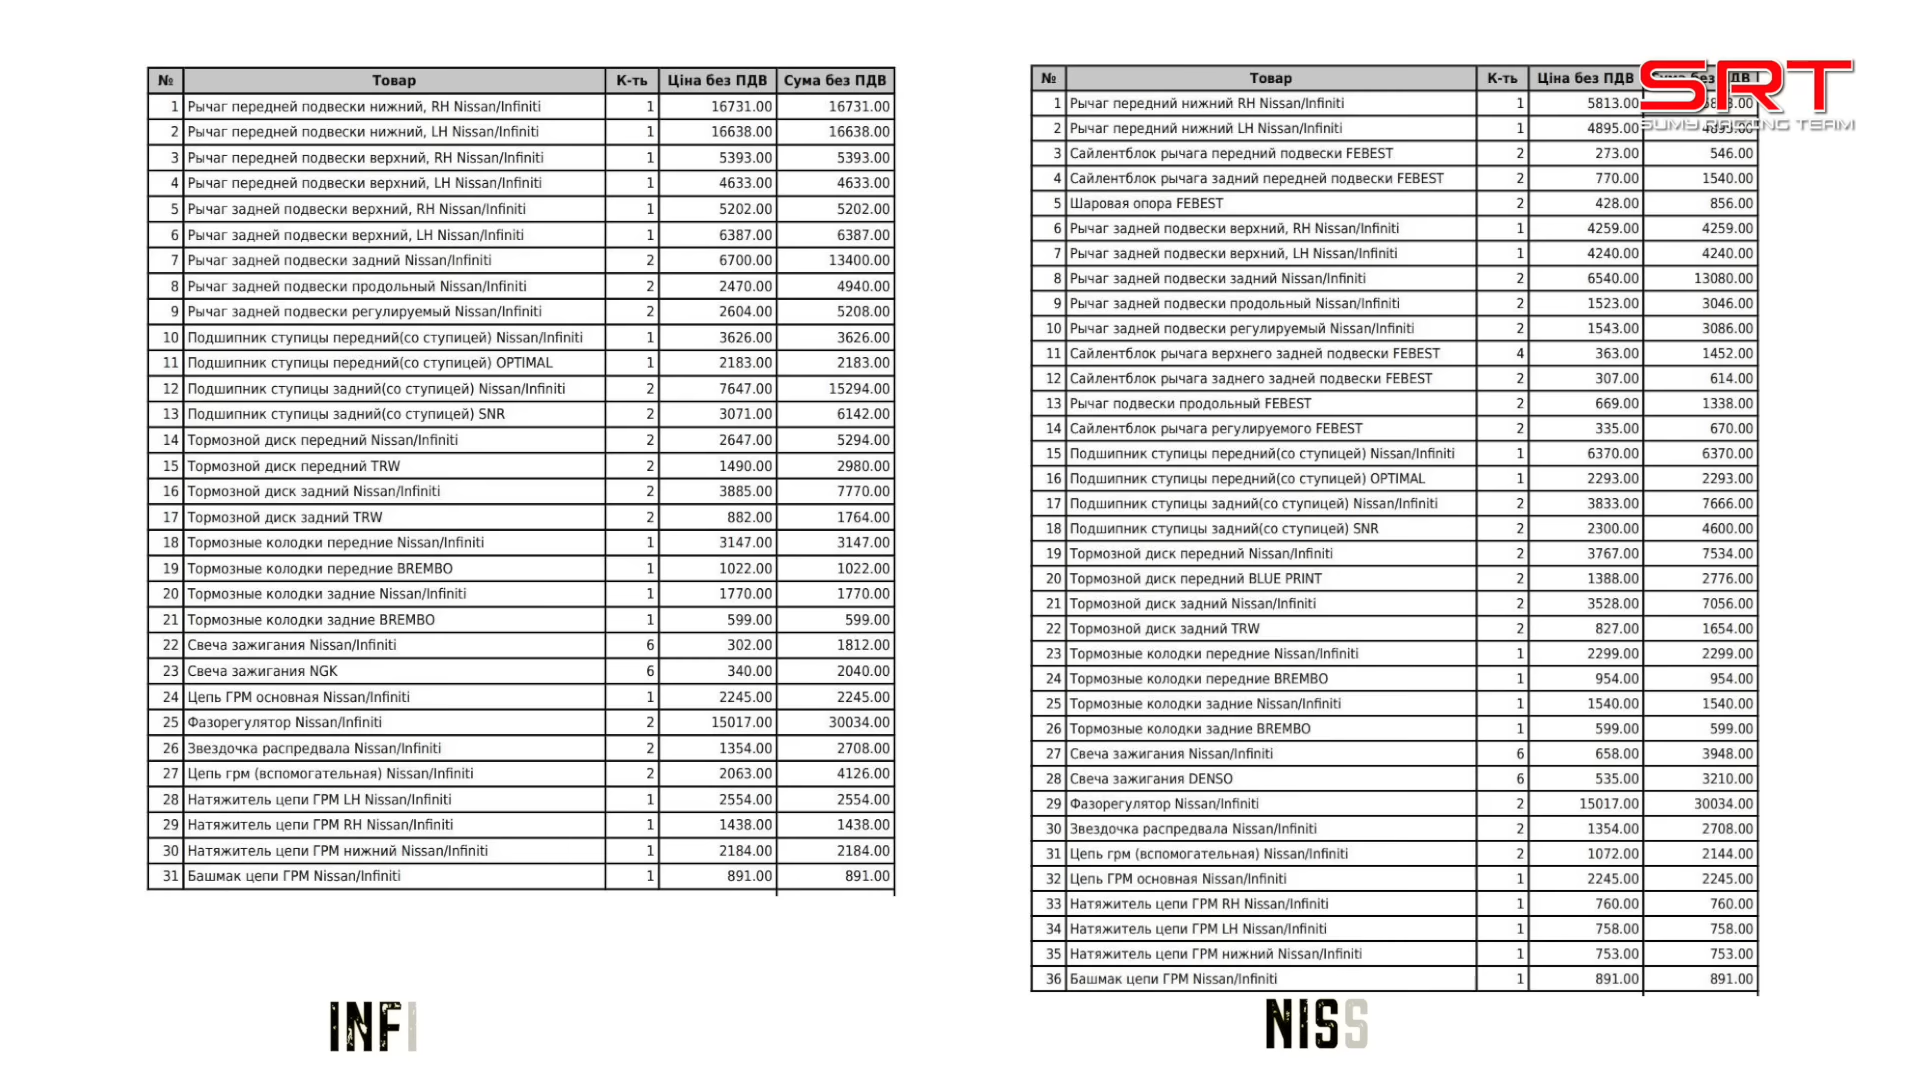 № Товар К-ть Ціна без ПДВ Сума без ПДВ
1 Рычаг передней подвески нижний, RH Nissan/Infiniti 1 16731.00 16731.00
2 Рычаг передней подвески нижний, LH Nissan/Infiniti 1 16638.00 16638.00
3 Рычаг передней подвески верхний, RH Nissan/Infiniti 1 5393.00 5393.00
4 Рычаг передней подвески верхний, LH Nissan/Infiniti 1 4633.00 4633.00
5 Рычаг задней подвески верхний, RH Nissan/Infiniti 1 5202.00 5202.00
6 Рычаг задней подвески верхний, LH Nissan/Infiniti 1 6387.00 6387.00
7 Рычаг задней подвески задний Nissan/Infiniti 2 6700.00 13400.00
8 Рычаг задней подвески продольный Nissan/Infiniti 2 2470.00 4940.00
9 Рычаг задней подвески регулируемый Nissan/Infiniti 2 2604.00 5208.00
10 Подшипник ступицы передний(со ступицей) Nissan/Infiniti 1 3626.00 3626.00
11 Подшипник ступицы передний(со ступицей) OPTIMAL 1 2183.00 2183.00
12 Подшипник ступицы задний(со ступицей) Nissan/Infiniti 2 7647.00 15294.00
13 Подшипник ступицы задний(со ступицей) SNR 2 3071.00 6142.00
14 Тормозной диск передний Nissan/Infiniti 2 2647.00 5294.00
15 Тормозной диск передний TRW 2 1490.00 2980.00
16 Тормозной диск задний Nissan/Infiniti 2 3885.00 7770.00
17 Тормозной диск задний TRW 2 882.00 1764.00
18 Тормозные колодки передние Nissan/Infiniti 1 3147.00 3147.00
19 Тормозные колодки передние BREMBO 1 1022.00 1022.00
20 Тормозные колодки задние Nissan/Infiniti 1 1770.00 1770.00
21 Тормозные колодки задние BREMBO 1 599.00 599.00
22 Свеча зажигания Nissan/Infiniti 6 302.00 1812.00
23 Свеча зажигания NGK 6 340.00 2040.00
24 Цепь ГРМ основная Nissan/Infiniti 1 2245.00 2245.00
25 Фазорегулятор Nissan/Infiniti 2 15017.00 30034.00
26 Звездочка распредвала Nissan/Infiniti 2 1354.00 2708.00
27 Цепь грм (вспомогательная) Nissan/Infiniti 2 2063.00 4126.00
28 Натяжитель цепи ГРМ LH Nissan/Infiniti 1 2554.00 2554.00
29 Натяжитель цепи ГРМ RH Nissan/Infiniti 1 1438.00 1438.00
30 Натяжитель цепи ГРМ нижний Nissan/Infiniti 1 2184.00 2184.00
31 Башмак цепи ГРМ Nissan/Infiniti 1 891.00 891.00
INFI
№ Товар К-ть Ціна без ПДВ
1 Рычаг передний нижний RH Nissan/Infiniti 1 5813.00
2 Рычаг передний нижний LH Nissan/Infiniti 1 4895.00
3 Сайлентблок рычага передний подвески FEBEST 2 273.00 546.00
4 Сайлентблок рычага задний передней подвески FEBEST 2 770.00 1540.00
5 Шаровая опора FEBEST 2 428.00 856.00
6 Рычаг задней подвески верхний, RH Nissan/Infiniti 1 4259.00 4259.00
7 Рычаг задней подвески верхний, LH Nissan/Infiniti 1 4240.00 4240.00
8 Рычаг задней подвески задний Nissan/Infiniti 2 6540.00 13080.00
9 Рычаг задней подвески продольный Nissan/Infiniti 2 1523.00 3046.00
10 Рычаг задней подвески регулируемый Nissan/Infiniti 2 1543.00 3086.00
11 Сайлентблок рычага верхнего задней подвески FEBEST 4 363.00 1452.00
12 Сайлентблок рычага заднего задней подвески FEBEST 2 307.00 614.00
13 Рычаг подвески продольный FEBEST 2 669.00 1338.00
14 Сайлентблок рычага регулируемого FEBEST 2 335.00 670.00
15 Подшипник ступицы передний(со ступицей) Nissan/Infiniti 1 6370.00 6370.00
16 Подшипник ступицы передний(со ступицей) OPTIMAL 1 2293.00 2293.00
17 Подшипник ступицы задний(со ступицей) Nissan/Infiniti 2 3833.00 7666.00
18 Подшипник ступицы задний(со ступицей) SNR 2 2300.00 4600.00
19 Тормозной диск передний Nissan/Infiniti 2 3767.00 7534.00
20 Тормозной диск передний BLUE PRINT 2 1388.00 2776.00
21 Тормозной диск задний Nissan/Infiniti 2 3528.00 7056.00
22 Тормозной диск задний TRW 2 827.00 1654.00
23 Тормозные колодки передние Nissan/Infiniti 1 2299.00 2299.00
24 Тормозные колодки передние BREMBO 1 954.00 954.00
25 Тормозные колодки задние Nissan/Infiniti 1 1540.00 1540.00
26 Тормозные колодки задние BREMBO 1 599.00 599.00
27 Свеча зажигания Nissan/Infiniti 6 658.00 3948.00
28 Свеча зажигания DENSO 6 535.00 3210.00
29 Фазорегулятор Nissan/Infiniti 2 15017.00 30034.00
30 Звездочка распредвала Nissan/Infiniti 2 1354.00 2708.00
31 Цепь грм (вспомогательная) Nissan/Infiniti 2 1072.00 2144.00
32 Цепь ГРМ основная Nissan/Infiniti 1 2245.00 2245.00
33 Натяжитель цепи ГРМ RH Nissan/Infiniti 1 760.00 760.00
34 Натяжитель цепи ГРМ LH Nissan/Infiniti 1 758.00 758.00
35 Натяжитель цепи ГРМ нижний Nissan/Infiniti 1 753.00 753.00
36 Башмак цепи ГРМ Nissan/Infiniti 1 891.00 891.00
NISS
SRT
SUMY RACING TEAM